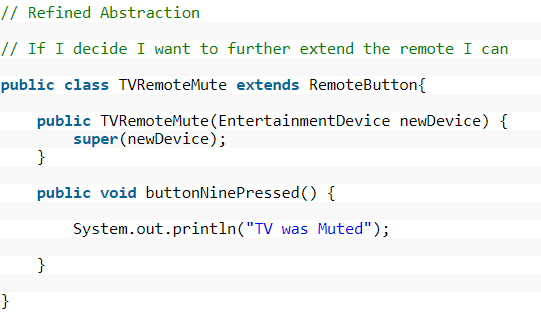 // Refined Abstraction
// If I decide I want to further extend the remote I can
public class TVRemoteMute extends RemoteButton{
public TVRemoteMute(EntertainmentDevice newDevice) {
super(newDevice);
}
public void buttonNinePressed() {
System.out.println("TV was Muted");
}
}